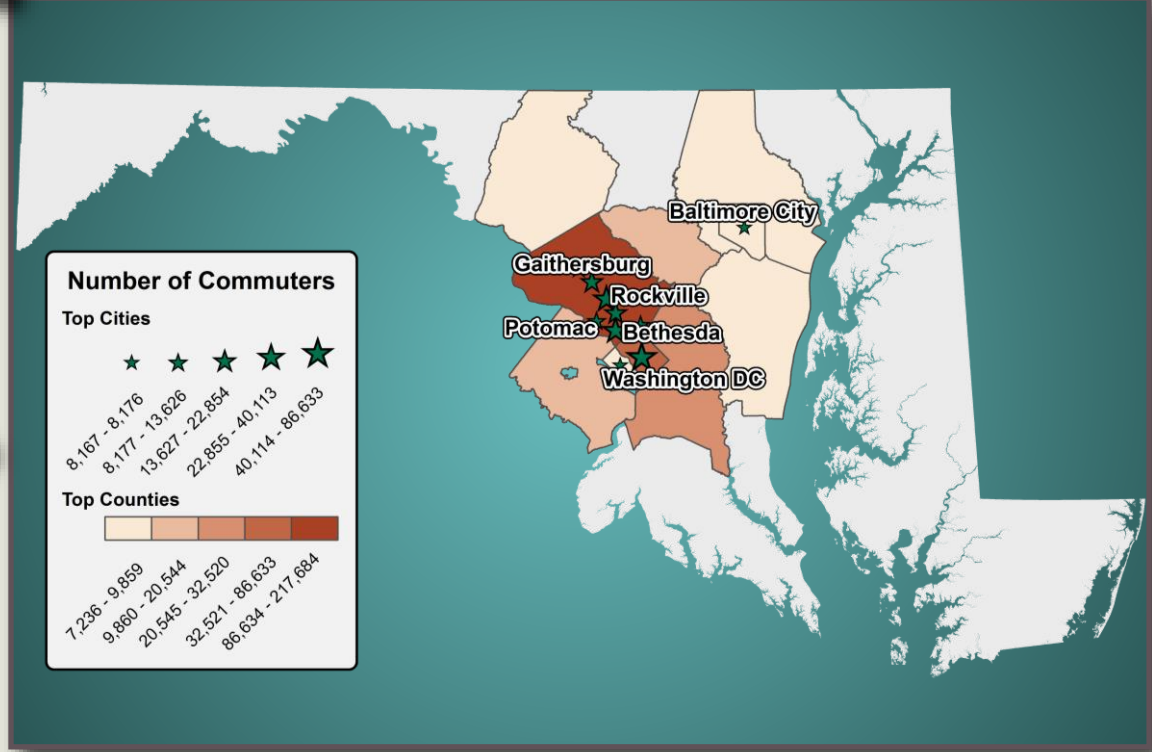 Baltimore City
Gaithersburg
Rockville
Potomac
Bethesda
Washington DC
Number of Commuters
Top Cities
8,167 - 8,176
8,177 - 13,626
13,627 - 22,854
22,855 - 40,113
40,114 - 86,633
Top Counties
7,236 - 9,859
9,860 - 20,544
20,545 - 32,520
32,521 - 86,633
86,634 - 217,684